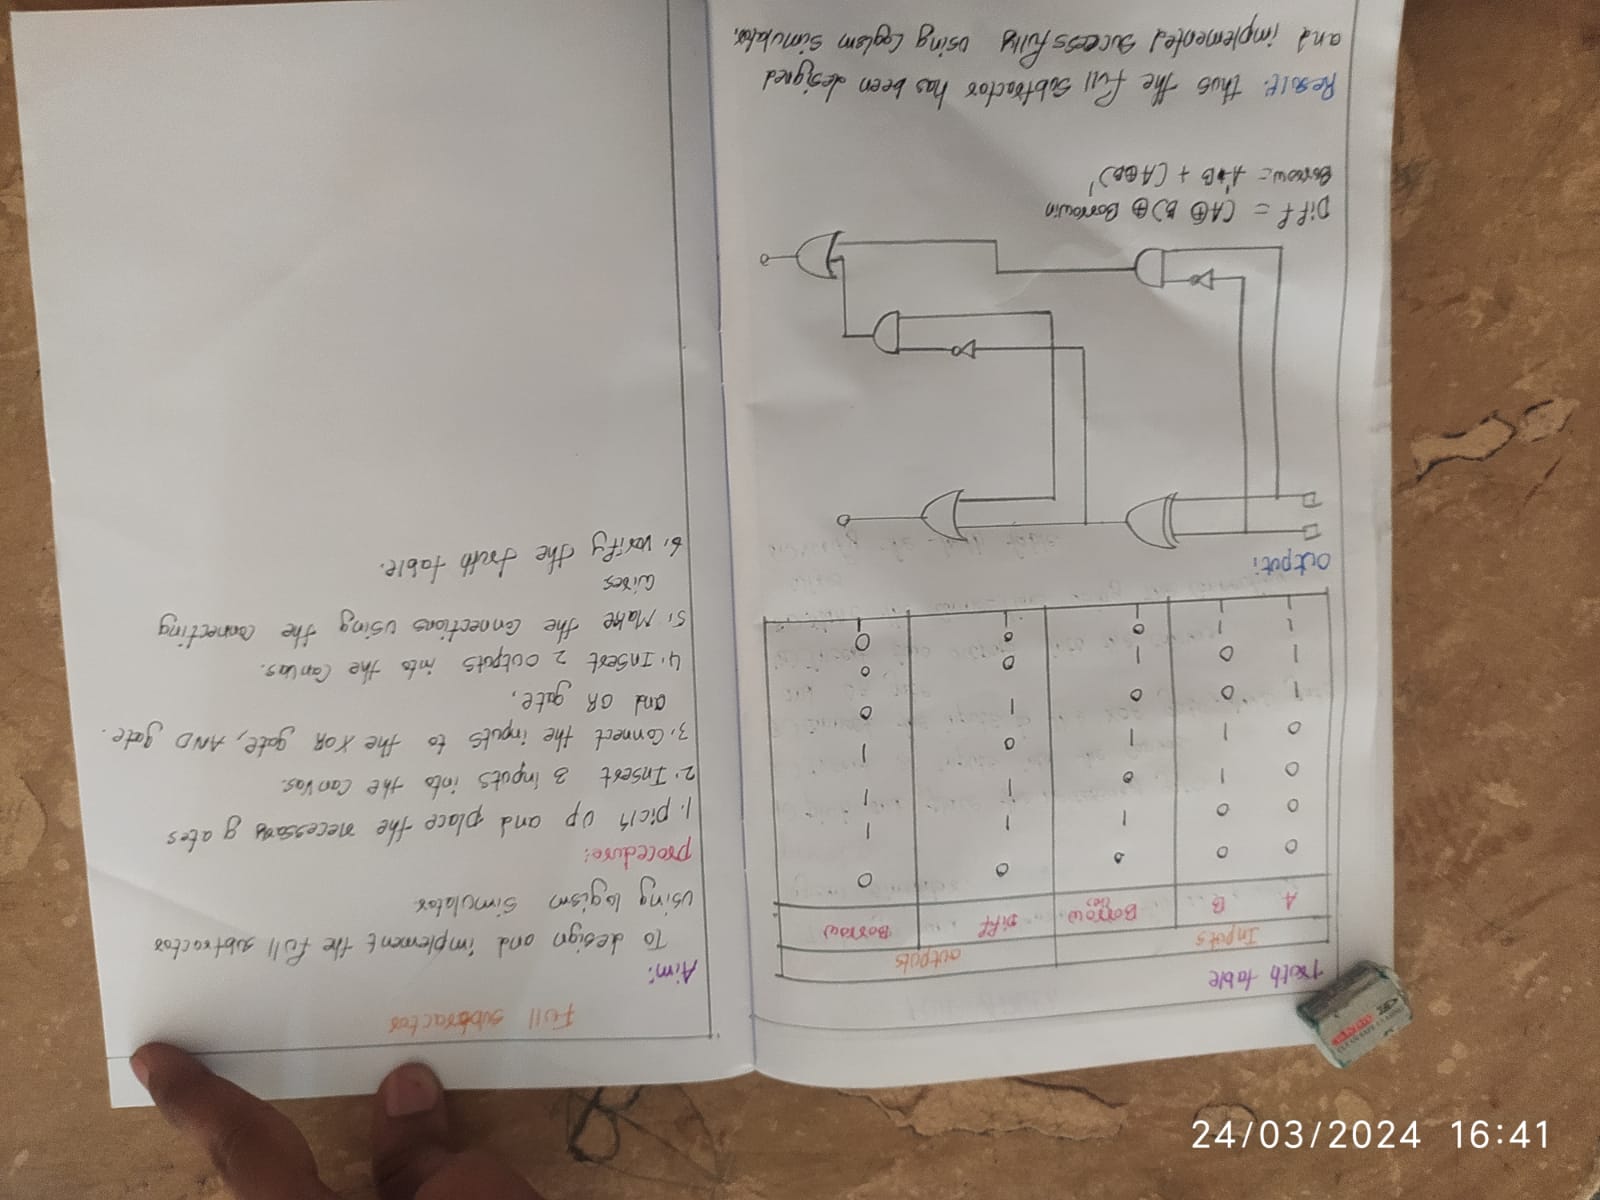 Truth table
Inputs outputs
A B Borrow Diff Borrow
(in)
0 0 0 0 0
0 0 1 1 1
0 1 0 1 1
0 1 1 0 1
1 0 0 1 0
1 0 1 0 0
1 1 0 0 0
1 1 1 1 1
Output:
Diff = (A⊕B)⊕ Borrowin
Borrow = A'B + (A⊕B)'
Result: thus the full subtractor has been designed
and implemented successfully using Loglsm simulator.
Full subtractor
Aim:
To design and implement the full subtractor
using logism Simulator
procedure:
1. pick up and place the necessary gates
2. Insert 3 inputs into the canvas.
3. Connect the inputs to the XOR gate, AND gate.
and OR gate.
4. Insert 2 outputs into the Canvas.
5. Make the Connections using the Connecting
wires
6. verify the truth table.
24/03/2024 16:41